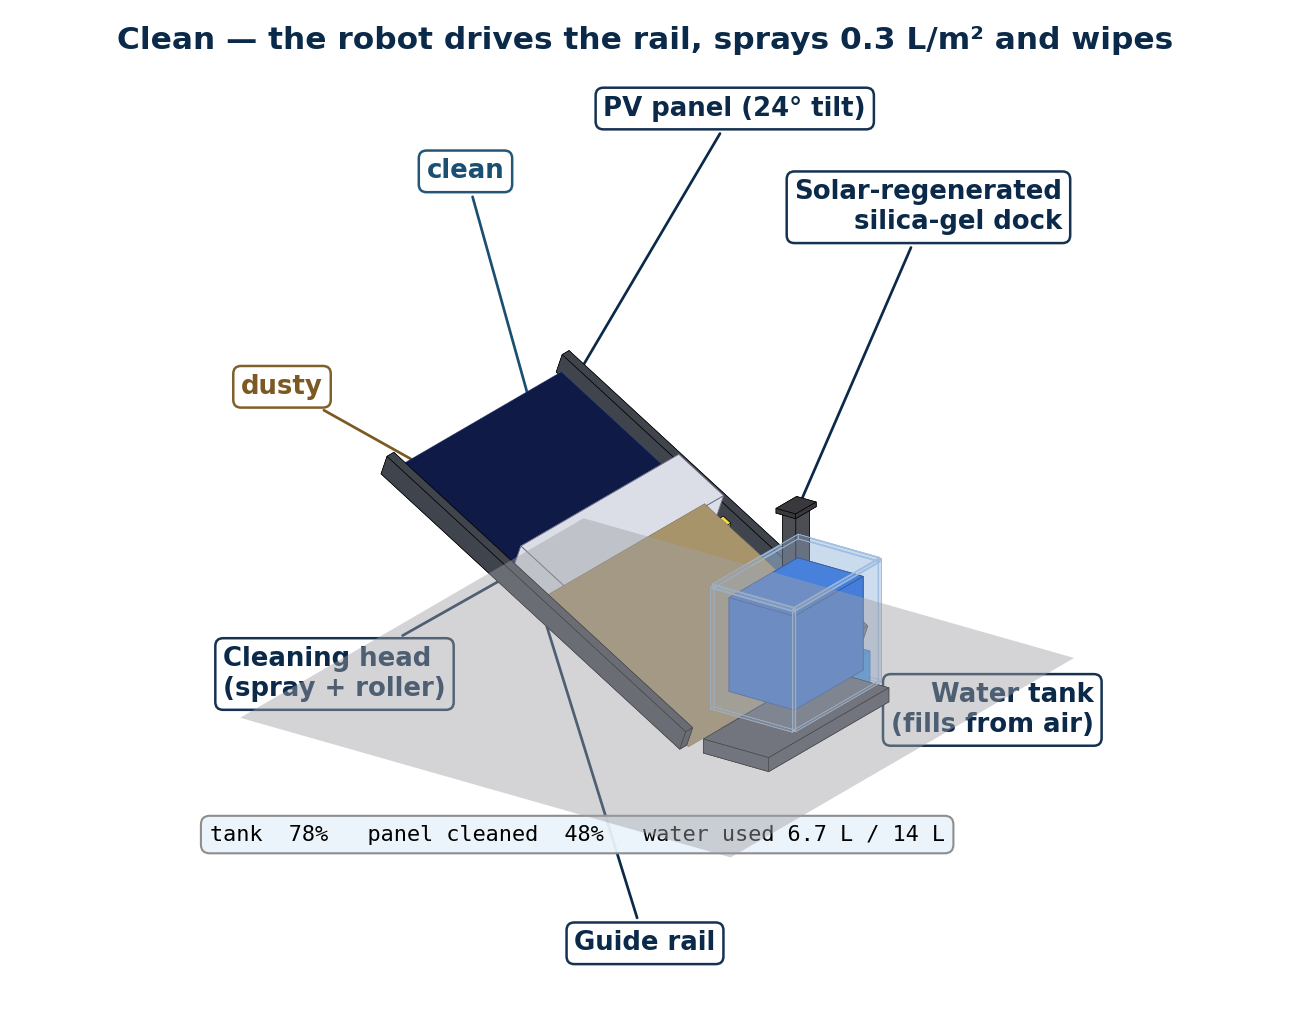 Clean — the robot drives the rail, sprays 0.3 L/m² and wipes
PV panel (24° tilt)
clean
Solar-regenerated
silica-gel dock
dusty
Cleaning head
(spray + roller)
Water tank
(fills from air)
tank  78%   panel cleaned  48%   water used 6.7 L / 14 L
Guide rail